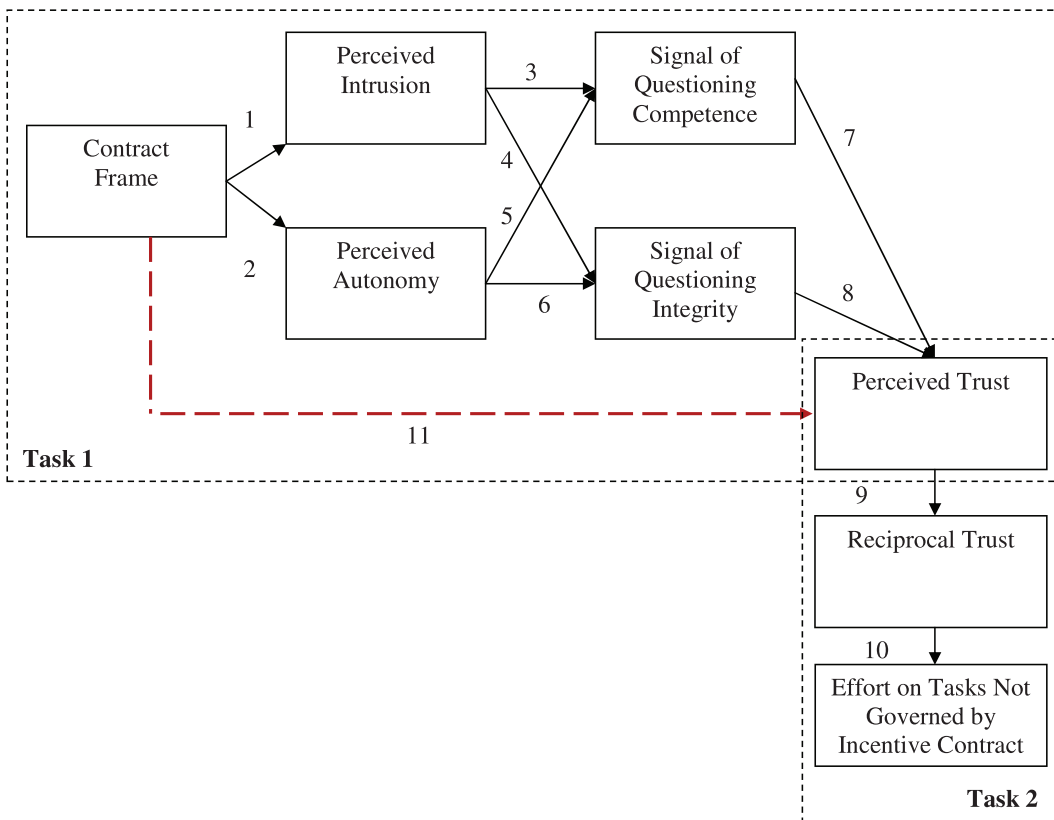 Perceived
Intrusion
Signal of
Questioning
Competence
3
1
7
Contract
Frame
4
5
Perceived
Autonomy
Signal of
Questioning
Integrity
2
6
8
Perceived Trust
11
Task 1
9
Reciprocal Trust
10
Effort on Tasks Not
Governed by
Incentive Contract
Task 2